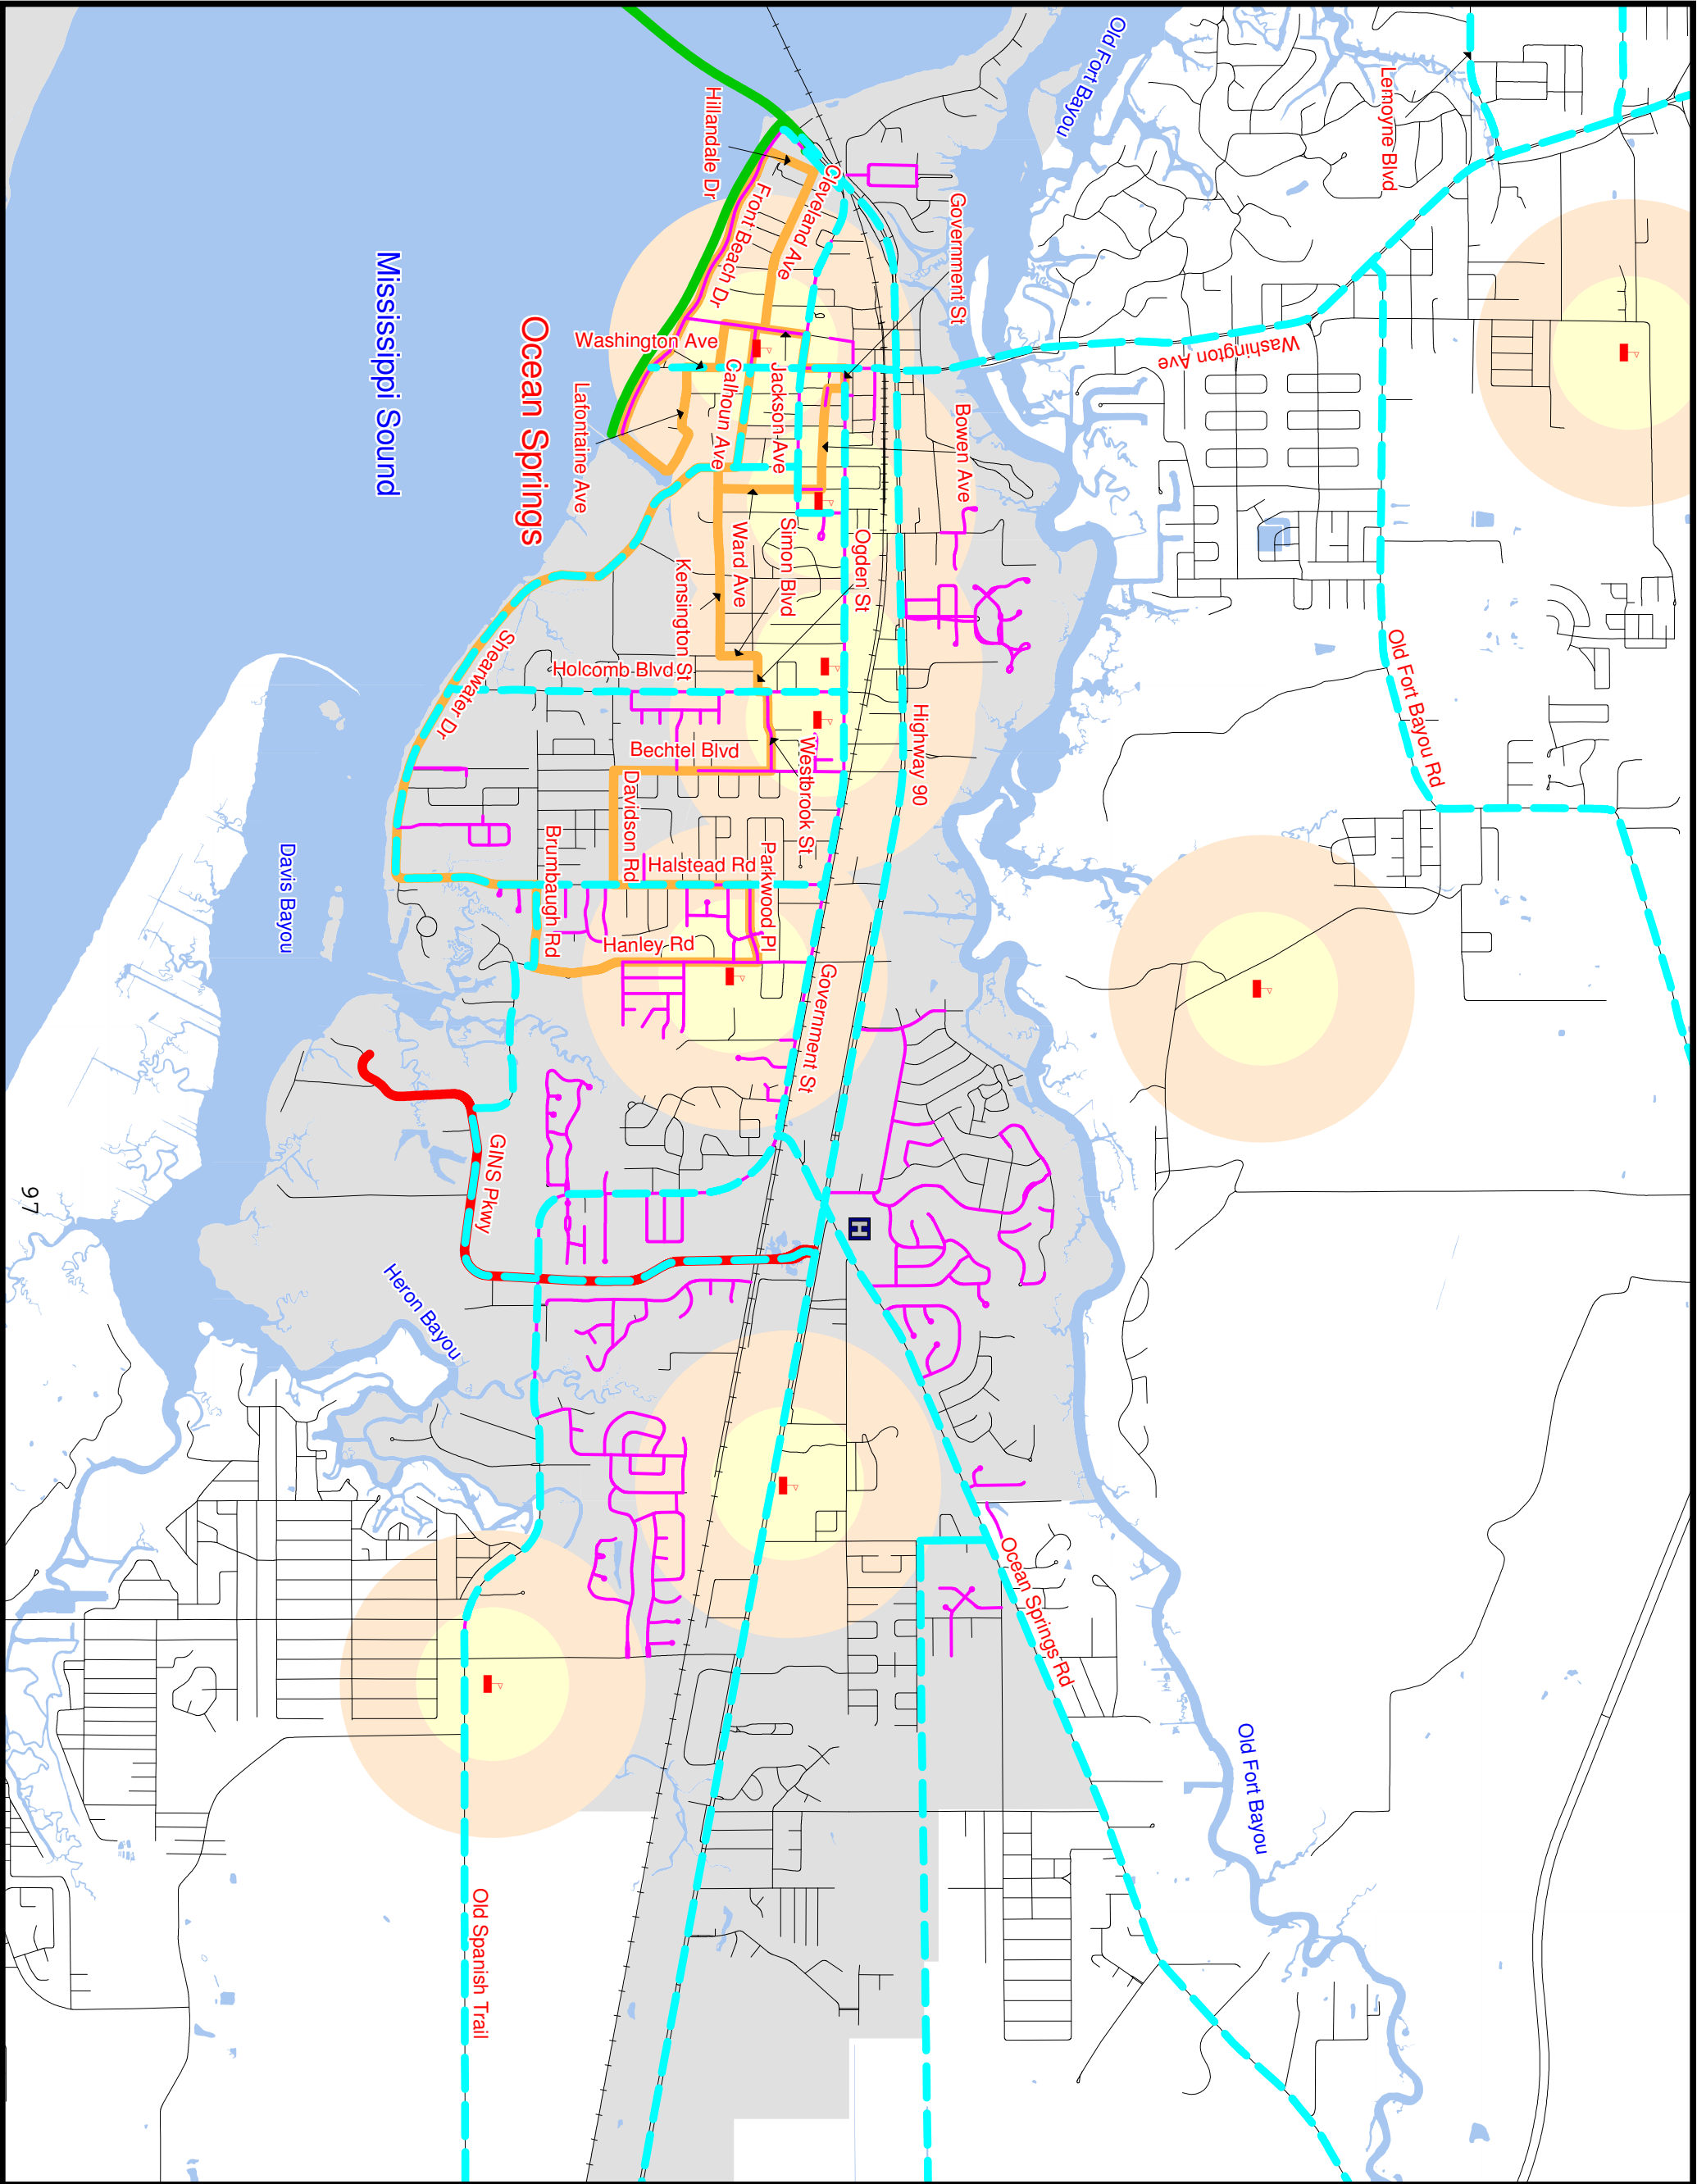 Old Fort Bayou
Lemoyne Blvd
Hillandale Dr
Cleveland Ave
Front Beach Dr
Government St
Mississippi Sound
Ocean Springs
Washington Ave
Washington Ave
Lafontaine Ave
Calhoun Ave
Jackson Ave
Bowen Ave
Ward Ave
Simon Blvd
Ogden St
Kensington St
Holcomb Blvd
Shearwater Dr
Old Fort Bayou Rd
Highway 90
Bechtel Blvd
Westbrook St
Davidson Rd
Brumbaugh Rd
Halstead Rd
Parkwood Pl
Hanley Rd
Davis Bayou
Government St
GINS Pkwy
H
97
Heron Bayou
Ocean Springs Rd
Old Fort Bayou
Old Spanish Trail